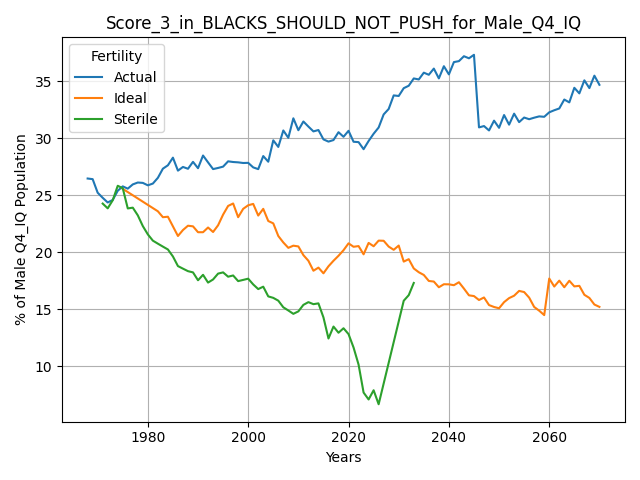 Score_3_in_BLACKS_SHOULD_NOT_PUSH_for_Male_Q4_IQ
Fertility
Actual
Ideal
Sterile
% of Male Q4_IQ Population
35
30
25
20
15
10
1980
2000
2020
2040
2060
Years